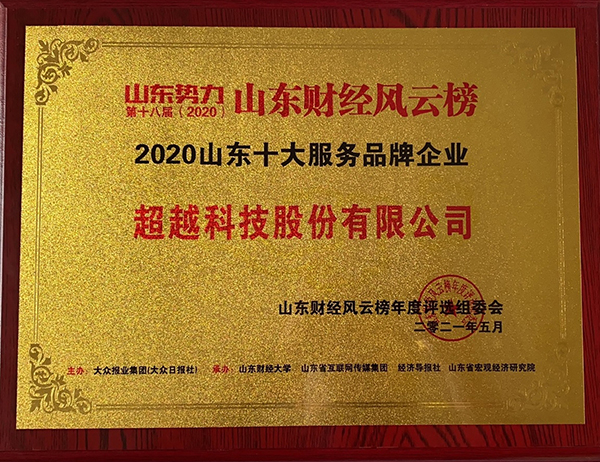 山东势力
第十八届（2020） 山东财经风云榜
2020山东十大服务品牌企业
超越科技股份有限公司
山东财经风云榜年度评选组委会
二零二一年五月
主办：大众报业集团(大众日报社) 承办：山东财经大学 山东省互联网传媒集团 经济导报社 山东省宏观经济研究院